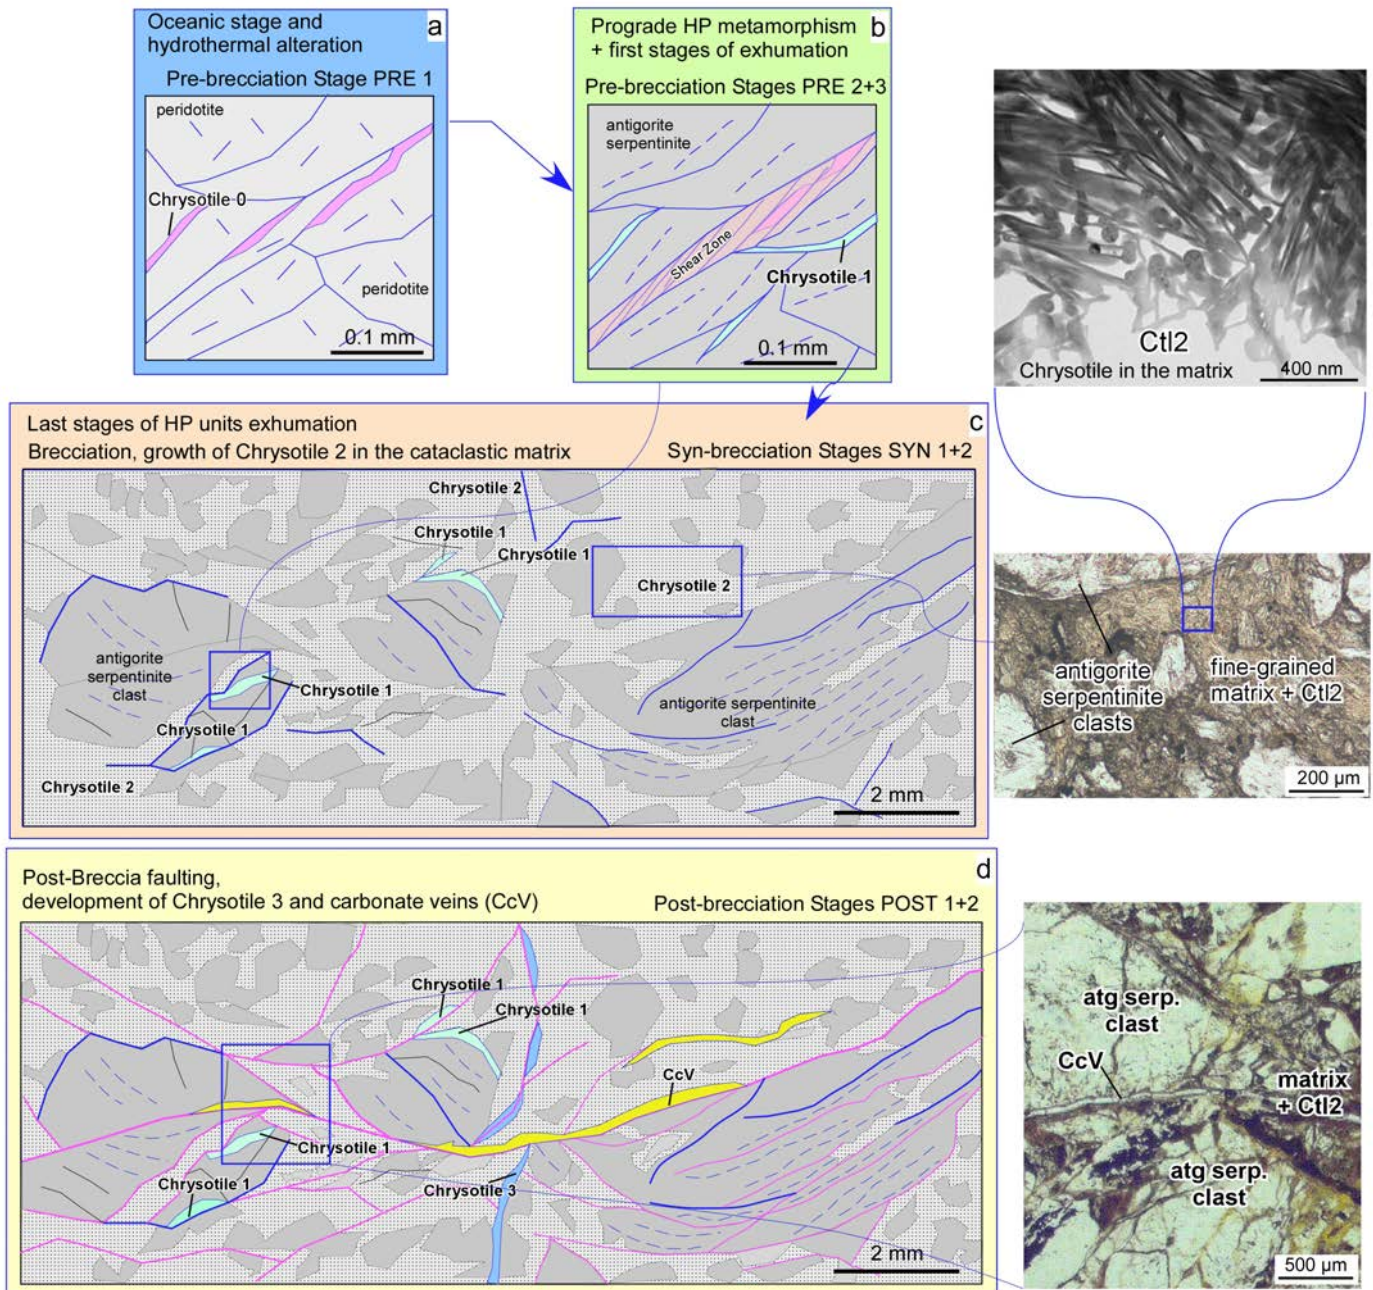 Oceanic stage and
hydrothermal alteration
a
Pre-brecciation Stage PRE 1
peridotite
Chrysotile 0
peridotite
0.1 mm
Prograde HP metamorphism
+ first stages of exhumation
b
Pre-brecciation Stages PRE 2+3
antigorite
serpentinite
Shear Zone
Chrysotile 1
0.1 mm
Ctl2
Chrysotile in the matrix
400 nm
Last stages of HP units exhumation
c
Brecciation, growth of Chrysotile 2 in the cataclastic matrix
Syn-brecciation Stages SYN 1+2
Chrysotile 2
Chrysotile 1
Chrysotile 1
Chrysotile 2
antigorite
serpentinite
clast
Chrysotile 1
Chrysotile 1
antigorite serpentinite
clast
Chrysotile 2
2 mm
antigorite
serpentinite
clasts
fine-grained
matrix + Ctl2
200 µm
Post-Breccia faulting,
development of Chrysotile 3 and carbonate veins (CcV)
d
Post-brecciation Stages POST 1+2
Chrysotile 1
Chrysotile 1
CcV
Chrysotile 1
Chrysotile 1
Chrysotile 3
2 mm
atg serp.
clast
CcV
matrix
+ Ctl2
atg serp.
clast
500 µm